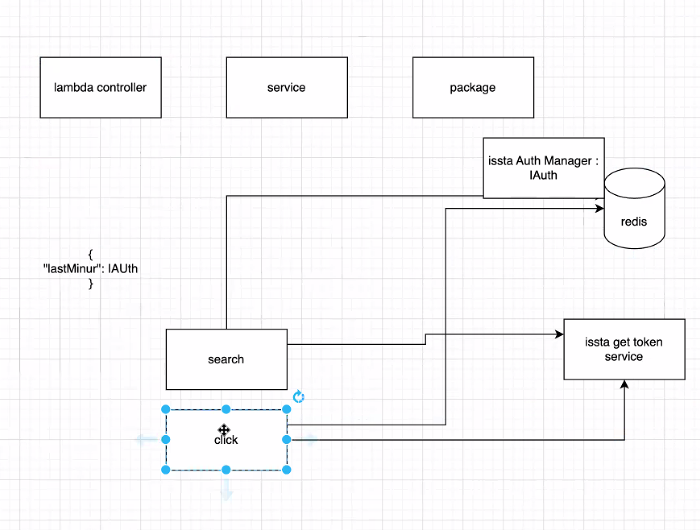 lambda controller
service
package
issta Auth Manager :
IAuth
redis
{
"lastMinur": IAUth
}
search
issta get token
service
click